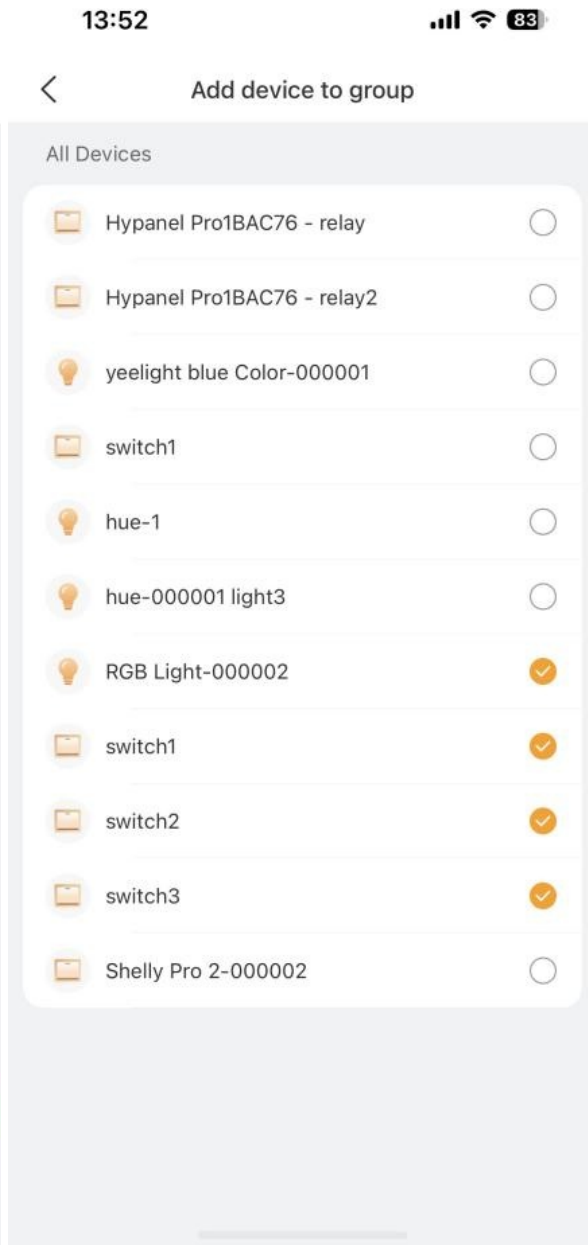 13:52
83
Add device to group
All Devices
Hypanel Pro1BAC76 - relay
Hypanel Pro1BAC76 - relay2
yeelight blue Color-000001
switch1
hue-1
hue-000001 light3
RGB Light-000002
switch1
switch2
switch3
Shelly Pro 2-000002